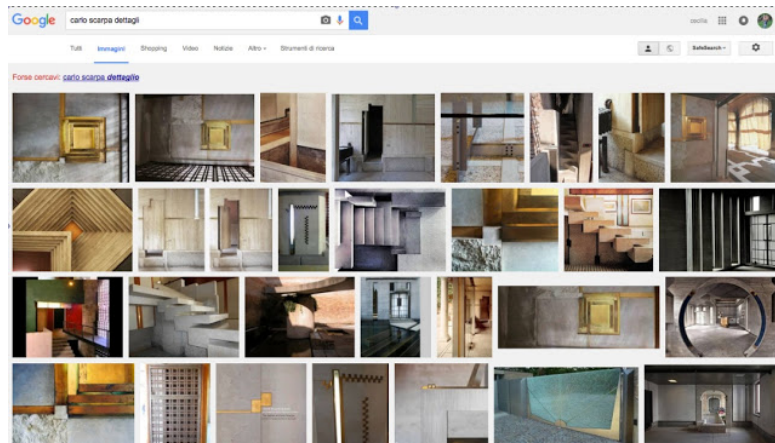 Google carlo scarpa dettagli cecilia
Tutti Immagini Shopping Video Notizie Altro Strumenti di ricerca SafeSearch
Forse cercavi: carlo scarpa dettaglio